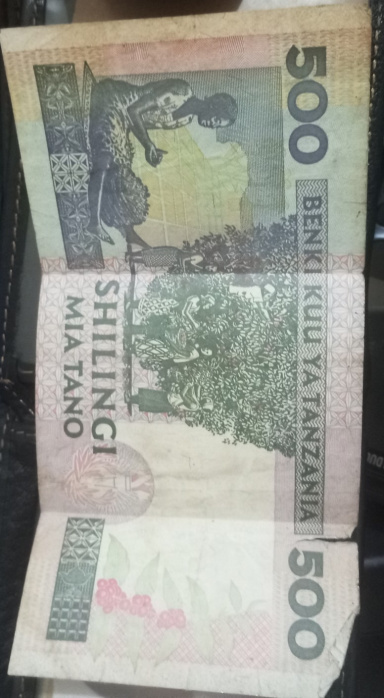 500
BENKI KUU YA TANZANIA
500
SHILINGI
MIA TANO